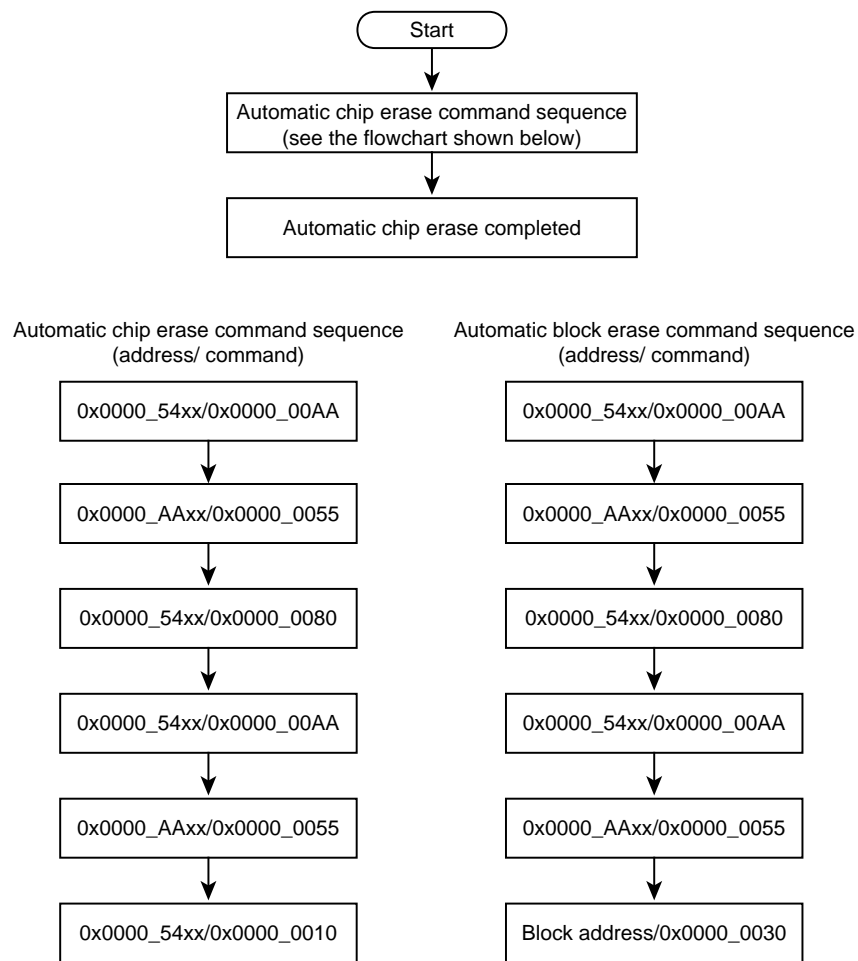 Start
Automatic chip erase command sequence
(see the flowchart shown below)
Automatic chip erase completed
Automatic chip erase command sequence
(address/ command)
0x0000_54xx/0x0000_00AA
0x0000_AAxx/0x0000_0055
0x0000_54xx/0x0000_0080
0x0000_54xx/0x0000_00AA
0x0000_AAxx/0x0000_0055
0x0000_54xx/0x0000_0010
Automatic block erase command sequence
(address/ command)
0x0000_54xx/0x0000_00AA
0x0000_AAxx/0x0000_0055
0x0000_54xx/0x0000_0080
0x0000_54xx/0x0000_00AA
0x0000_AAxx/0x0000_0055
Block address/0x0000_0030